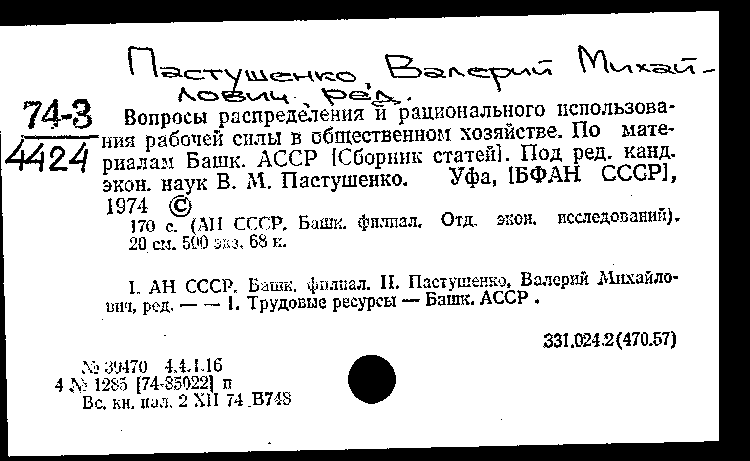 Пастушенко, Валерий Михай-
лович, ред.
74-3
4424
Вопросы распределения и рационального использова-
ния рабочей силы в общественном хозяйстве. По мате-
риалам Башк. АССР [Сборник статей]. Под ред. канд.
экон. наук В. М. Пастушенко. Уфа, [БФАН СССР],
1974 ©
170 с. (АН СССР. Башк. филиал. Отд. экон. исследований).
20 см. 500 экз. 68 к.
I. АН СССР. Башк. филиал. II. Пастушенко, Валерий Михайло-
вич, ред. — — 1. Трудовые ресурсы — Башк. АССР .
331.024.2(470.57)
№ 39470 4.4.1.16
4 № 1285 [74-85022] п
Вс. кн. пал. 2 XII 74 В748